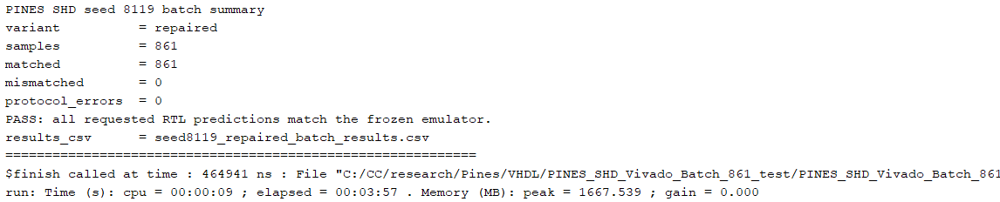 PINES SHD seed 8119 batch summary
variant         = repaired
samples         = 861
matched         = 861
mismatched      = 0
protocol_errors = 0
PASS: all requested RTL predictions match the frozen emulator.
results_csv     = seed8119_repaired_batch_results.csv
============================================================
$finish called at time : 464941 ns : File "C:/CC/research/Pines/VHDL/PINES_SHD_Vivado_Batch_861_test/PINES_SHD_Vivado_Batch_861
run: Time (s): cpu = 00:00:09 ; elapsed = 00:03:57 . Memory (MB): peak = 1667.539 ; gain = 0.000